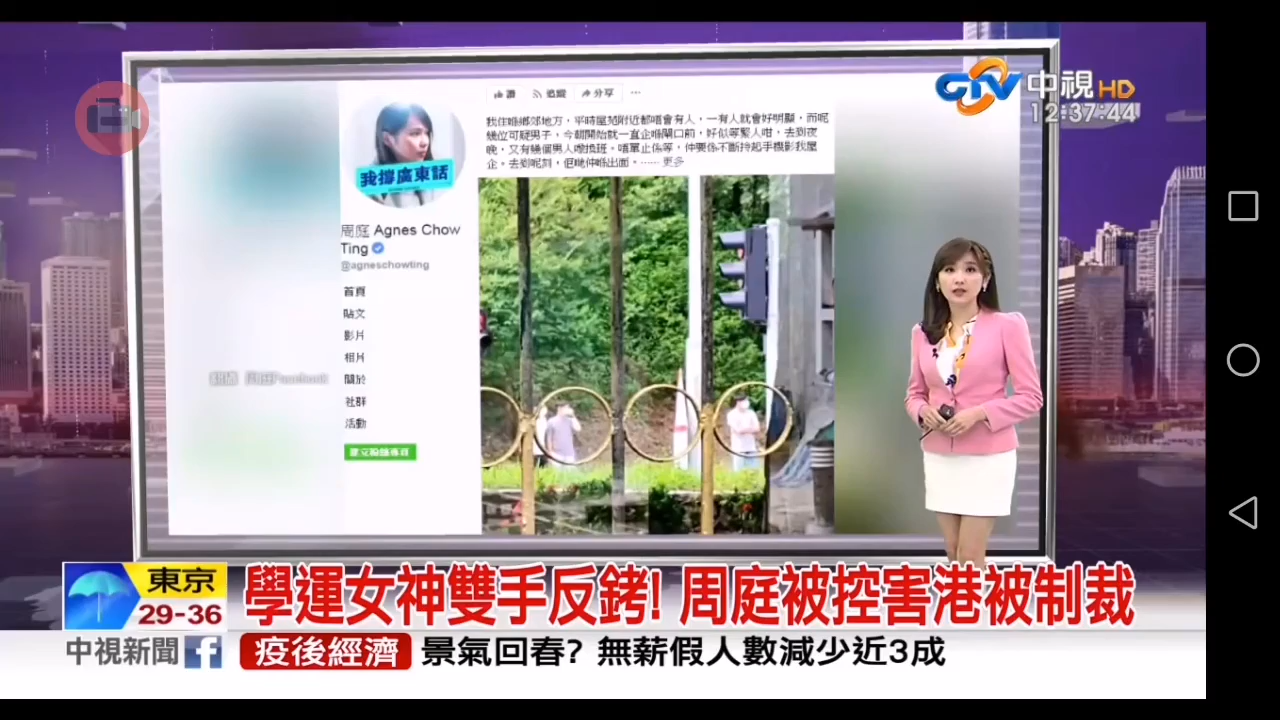 讚 追蹤 分享 ...
我住喺鄉郊地方，平時屋苑附近都唔會有人，一有人就會好明顯，而呢
幾位可疑男子，今朝開始就一直企喺閘口前，好似等緊人咁，去到夜
晚，又有幾個男人嚟換班。唔單止係等，仲要係不斷拎起手機影我屋
企。去到呢刻，佢哋仲喺出面。⋯⋯ 更多
我撐廣東話
周庭 Agnes Chow
Ting
@agneschowting
首頁
貼文
影片
相片
關於
社群
活動
建立粉絲專頁
CTV 中視 HD
12:37:44
東京
29-36
學運女神雙手反銬! 周庭被控害港被制裁
中視新聞 f 疫後經濟 景氣回春? 無薪假人數減少近3成